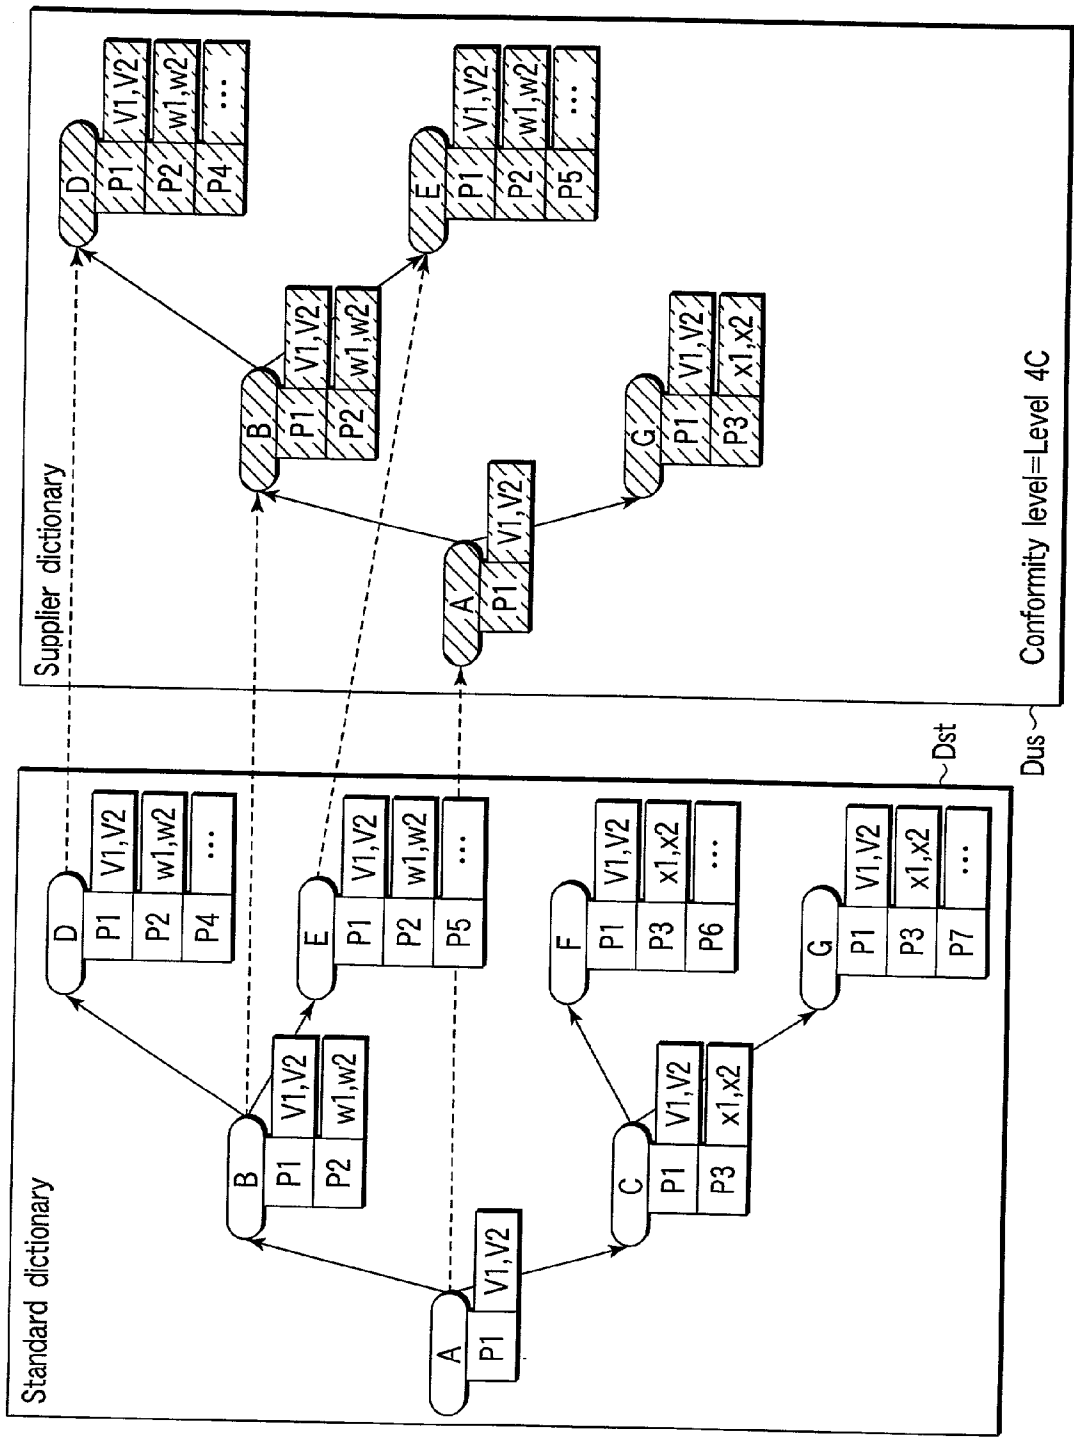 Standard dictionary
A
P1 V1,V2
B
P1 V1,V2
P2 w1,w2
C
P1 V1,V2
P3 x1,x2
D
P1 V1,V2
P2 w1,w2
P4 ...
E
P1 V1,V2
P2 w1,w2
P5 ...
F
P1 V1,V2
P3 x1,x2
P6 ...
G
P1 V1,V2
P3 x1,x2
P7 ...
Dst
Dus
Supplier dictionary
A
P1 V1,V2
B
P1 V1,V2
P2 w1,w2
G
P1 V1,V2
P3 x1,x2
D
P1 V1,V2
P2 w1,w2
P4 ...
E
P1 V1,V2
P2 w1,w2
P5 ...
Conformity level=Level 4C